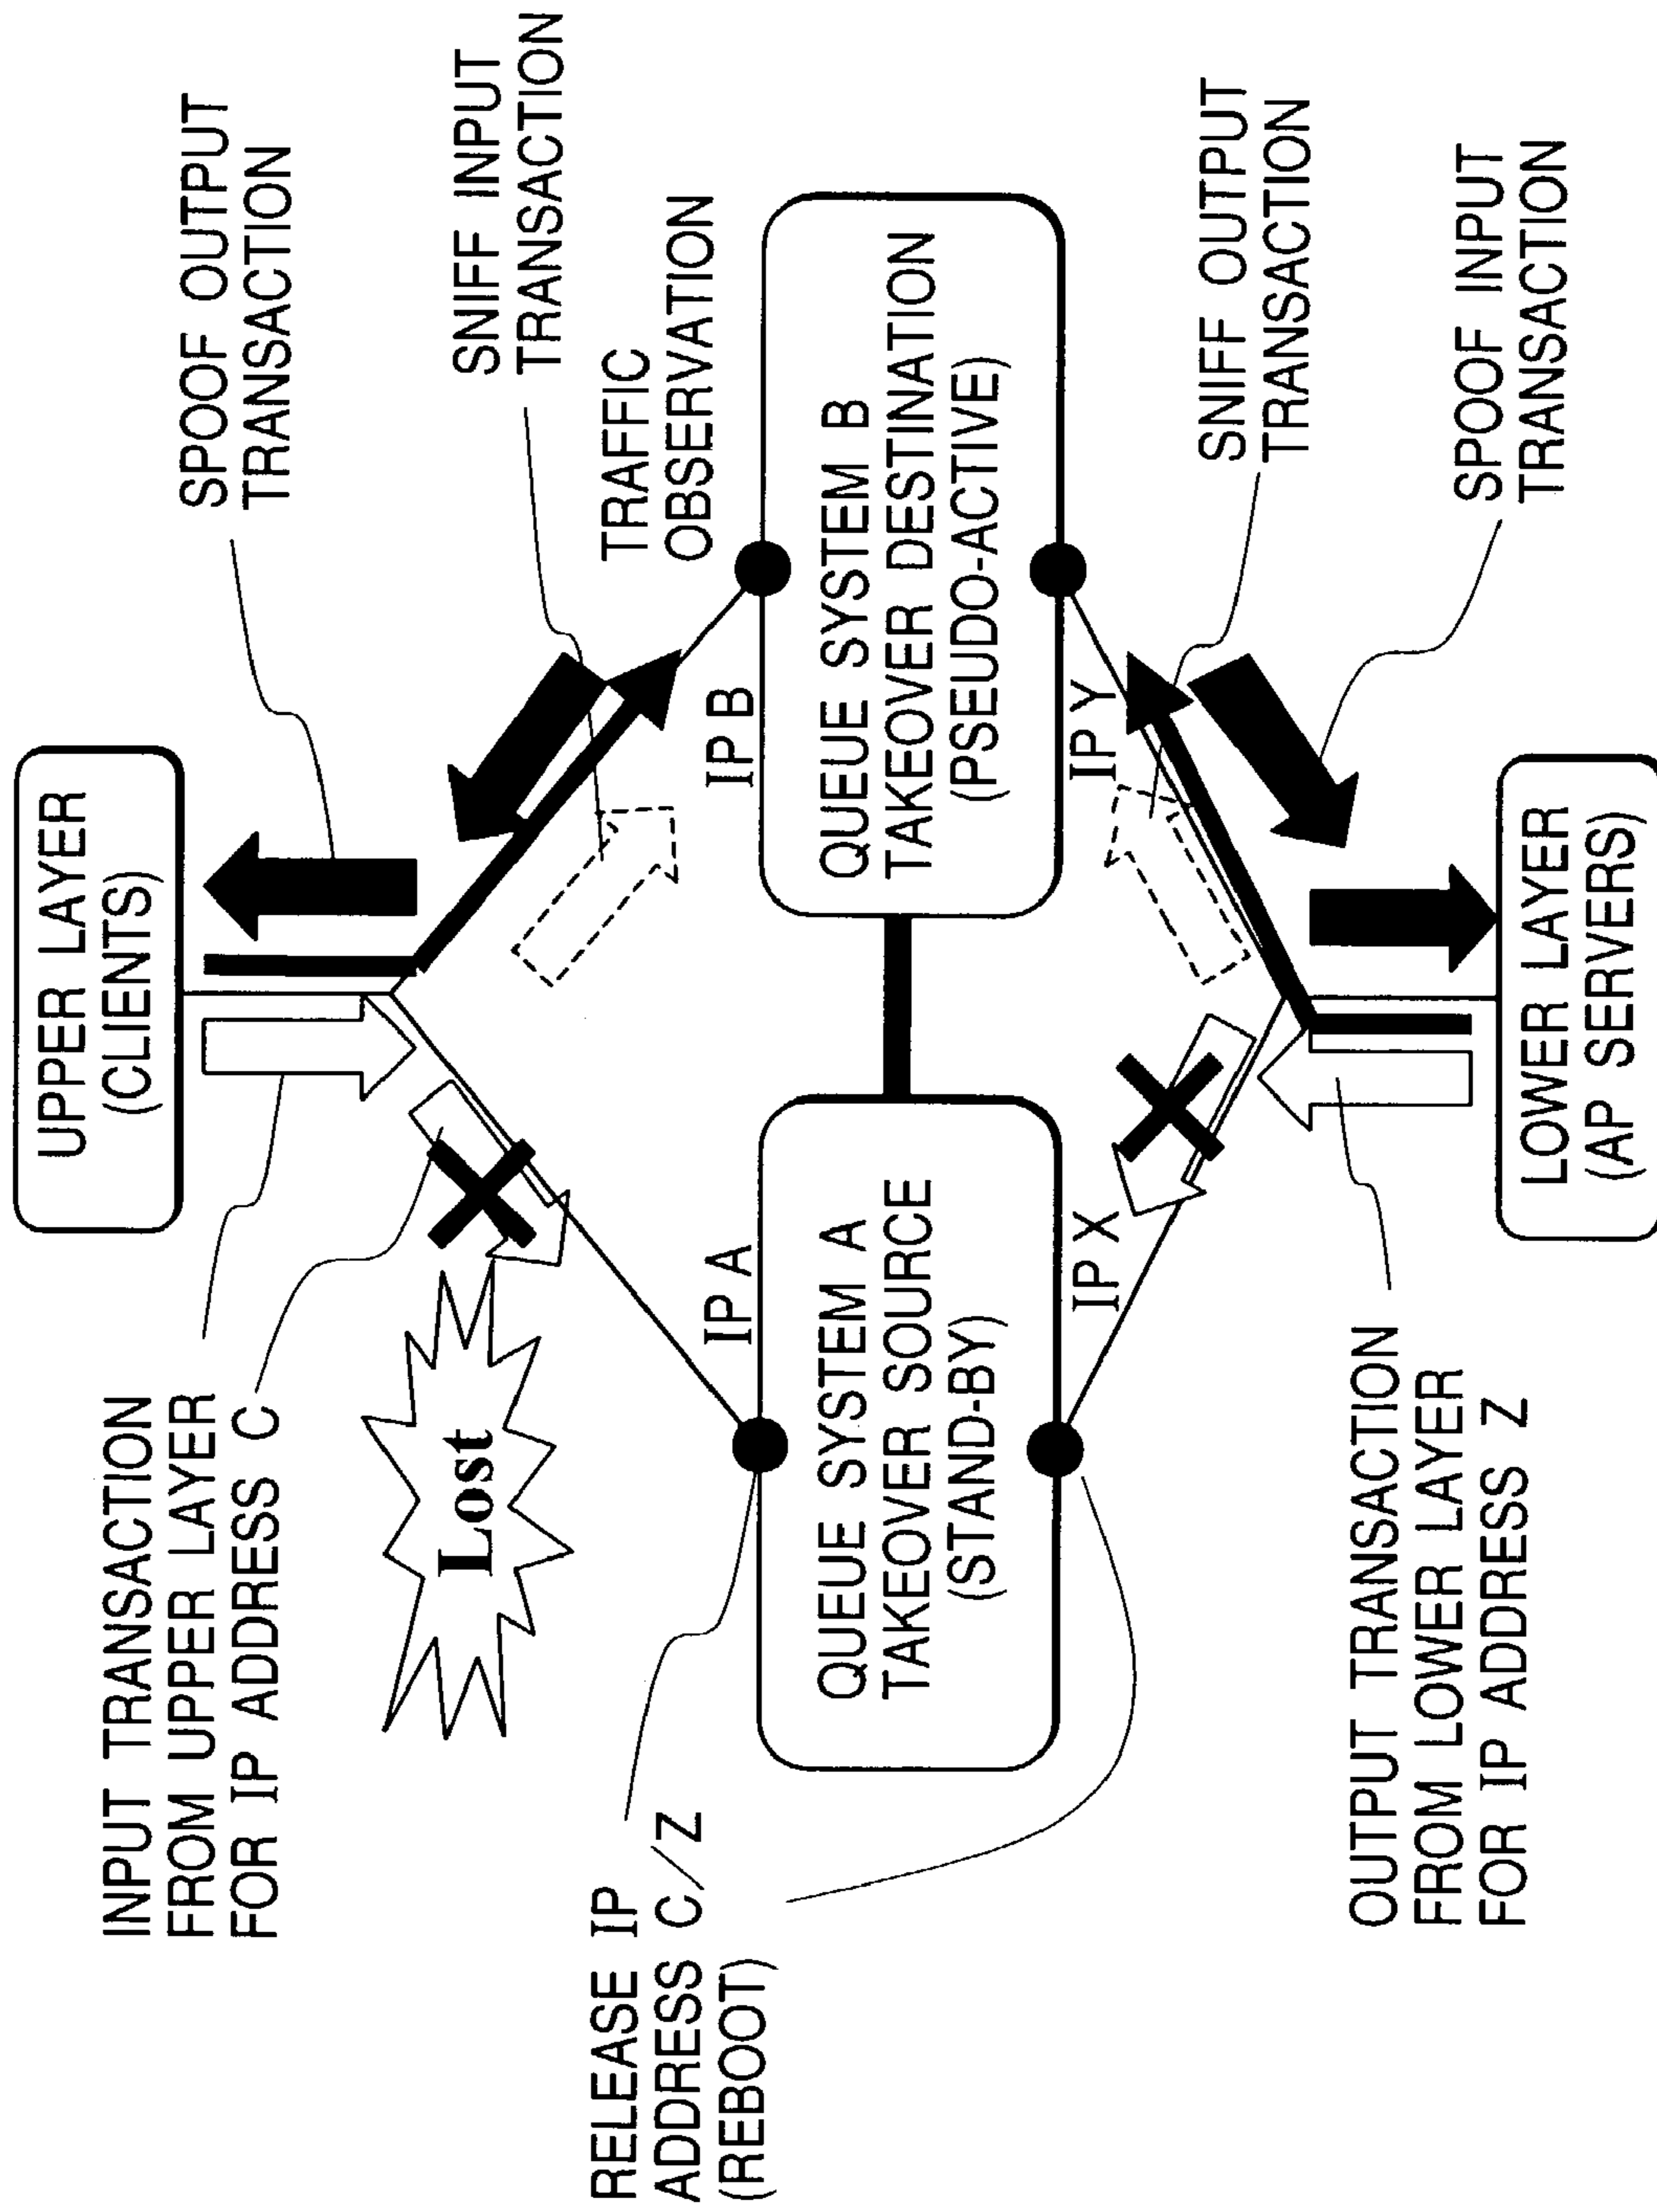 UPPER LAYER
(CLIENTS)
SPOOF OUTPUT
TRANSACTION
INPUT TRANSACTION
FROM UPPER LAYER
FOR IP ADDRESS C
SNIFF INPUT
TRANSACTION
Lost
TRAFFIC
OBSERVATION
RELEASE IP
ADDRESS C/Z
(REBOOT)
IP A
IP B
QUEUE SYSTEM A
TAKEOVER SOURCE
(STAND-BY)
QUEUE SYSTEM B
TAKEOVER DESTINATION
(PSEUDO-ACTIVE)
IP X
IP Y
SNIFF OUTPUT
TRANSACTION
OUTPUT TRANSACTION
FROM LOWER LAYER
FOR IP ADDRESS Z
SPOOF INPUT
TRANSACTION
LOWER LAYER
(AP SERVERS)